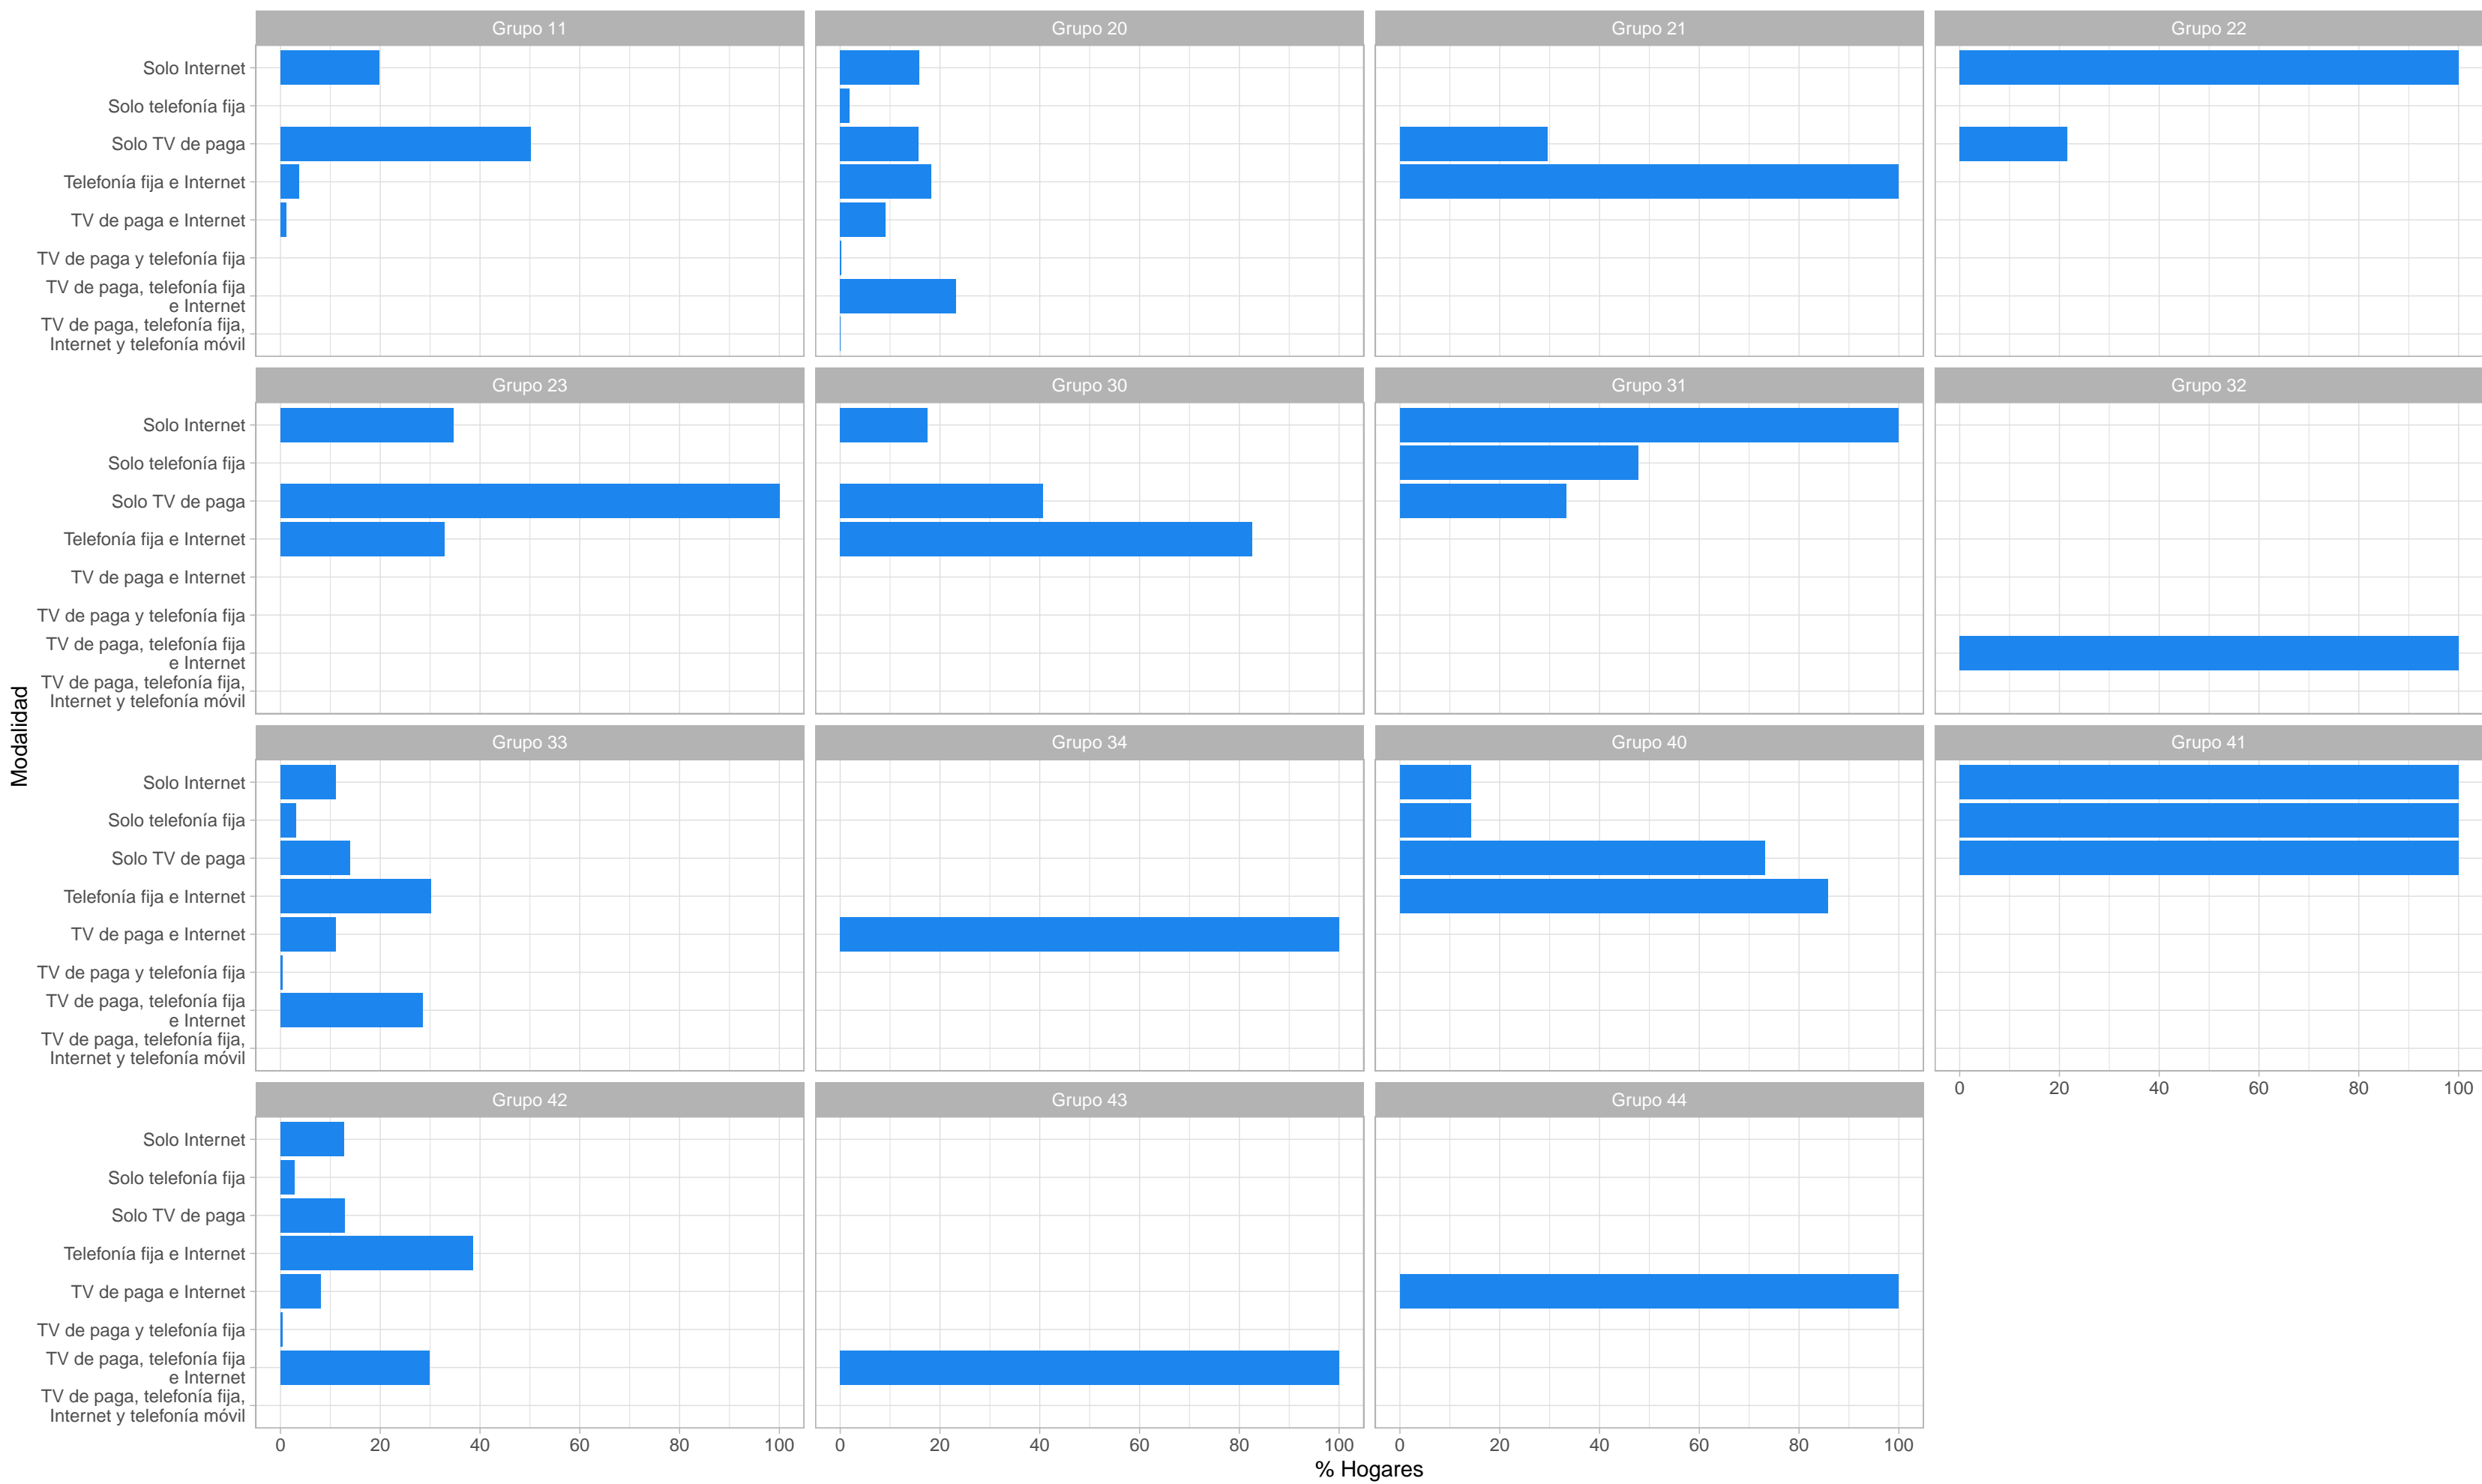 Grupo 11
Grupo 20
Grupo 21
Grupo 22
Solo Internet
Solo telefonía fija
Solo TV de paga
Telefonía fija e Internet
TV de paga e Internet
TV de paga y telefonía fija
TV de paga, telefonía fija
e Internet
TV de paga, telefonía fija,
Internet y telefonía móvil
Grupo 23
Grupo 30
Grupo 31
Grupo 32
Solo Internet
Solo telefonía fija
Solo TV de paga
Telefonía fija e Internet
TV de paga e Internet
TV de paga y telefonía fija
TV de paga, telefonía fija
e Internet
TV de paga, telefonía fija,
Internet y telefonía móvil
Modalidad
Grupo 33
Grupo 34
Grupo 40
Grupo 41
Solo Internet
Solo telefonía fija
Solo TV de paga
Telefonía fija e Internet
TV de paga e Internet
TV de paga y telefonía fija
TV de paga, telefonía fija
e Internet
TV de paga, telefonía fija,
Internet y telefonía móvil
0 20 40 60 80 100
Grupo 42
Grupo 43
Grupo 44
Solo Internet
Solo telefonía fija
Solo TV de paga
Telefonía fija e Internet
TV de paga e Internet
TV de paga y telefonía fija
TV de paga, telefonía fija
e Internet
TV de paga, telefonía fija,
Internet y telefonía móvil
0 20 40 60 80 100
0 20 40 60 80 100
0 20 40 60 80 100
% Hogares